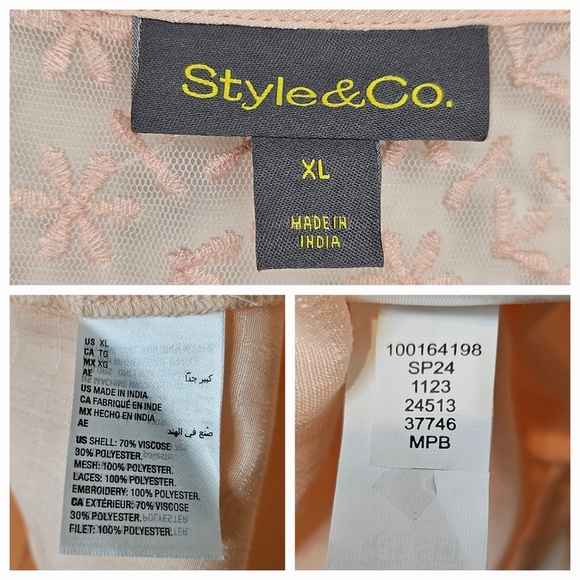 Style&Co.
XL
MADE IN
INDIA
US XL
CA TG
MX XG
AE كبير جدًا
US MADE IN INDIA
CA FABRIQUÉ EN INDE
MX HECHO EN INDIA
AE صُنع في الهند
US SHELL: 70% VISCOSE
30% POLYESTER.
MESH: 100% POLYESTER.
LACES: 100% POLYESTER.
EMBROIDERY: 100% POLYESTER.
CA EXTÉRIEUR: 70% VISCOSE
30% POLYESTER.
FILET: 100% POLYESTER.
100164198
SP24
1123
24513
37746
MPB